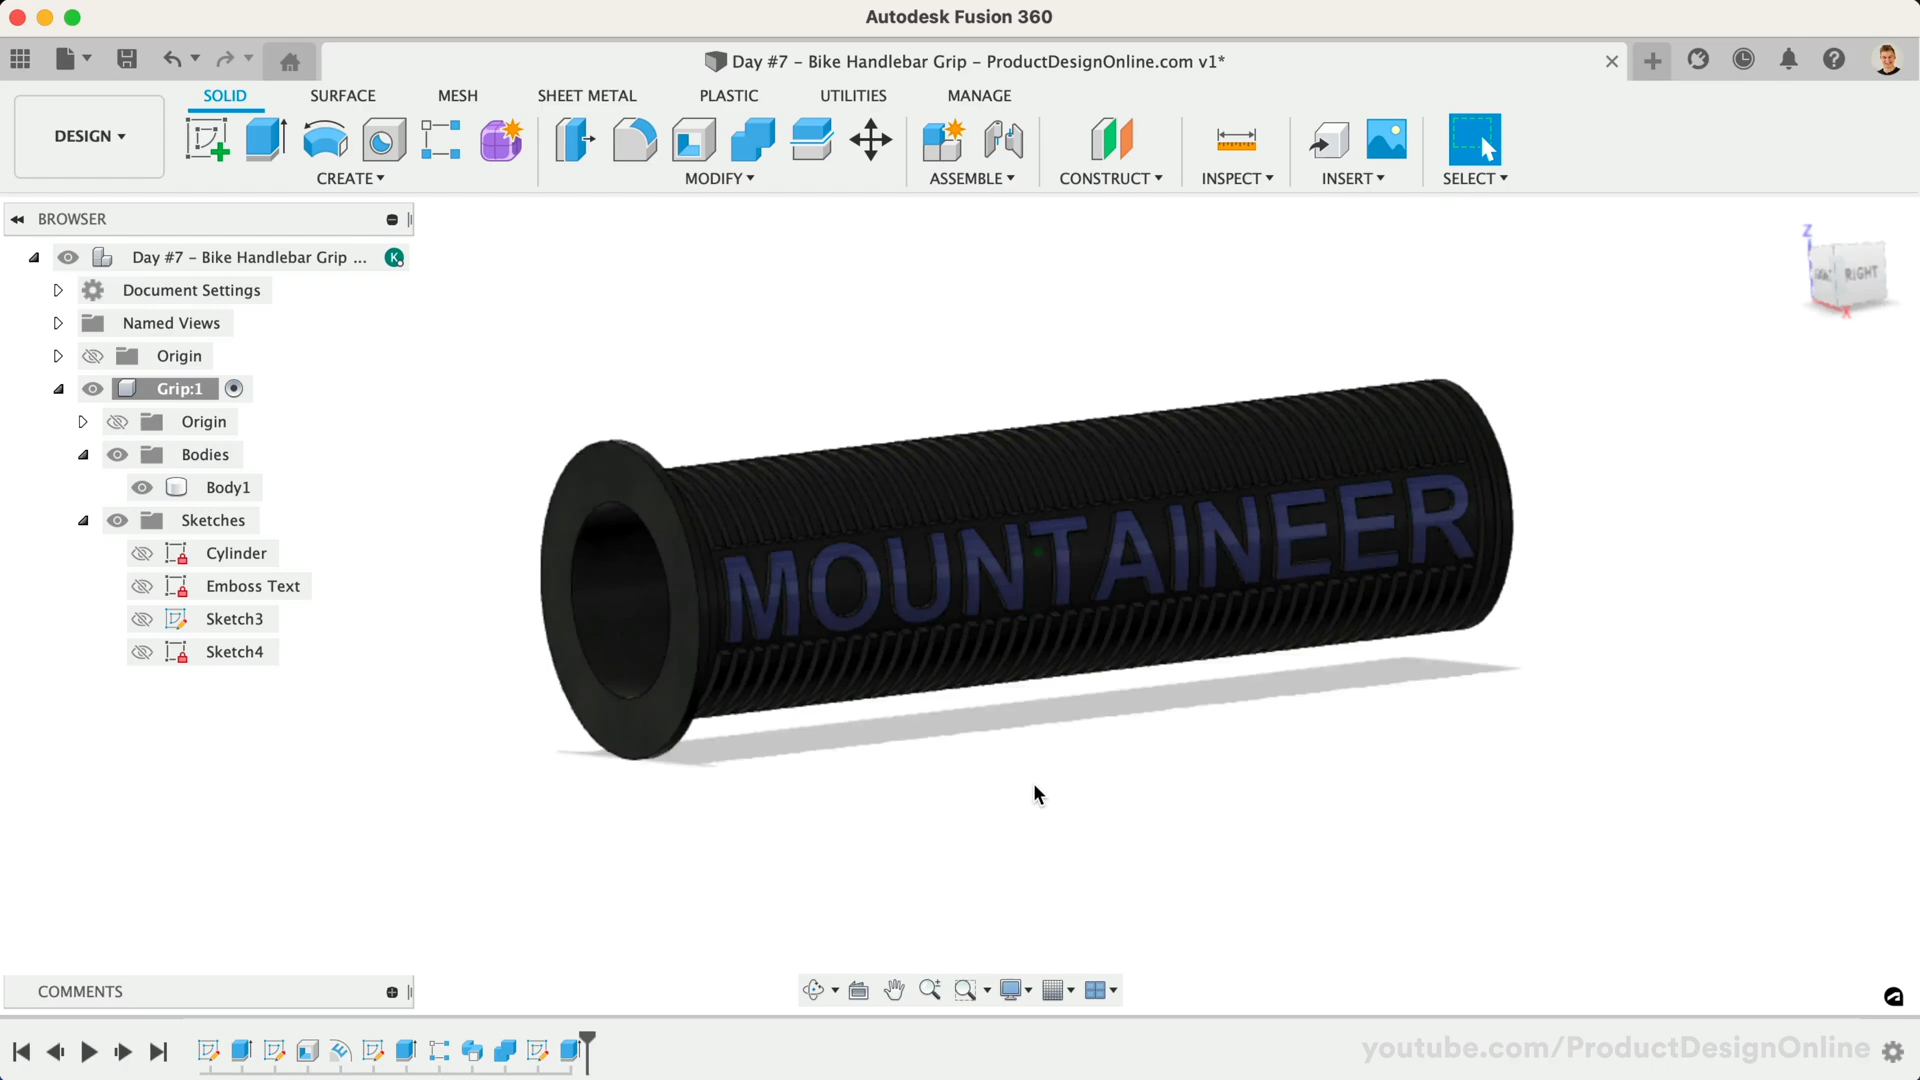 Autodesk Fusion 360
Day #7 – Bike Handlebar Grip – ProductDesignOnline.com v1*
SOLID SURFACE MESH SHEET METAL PLASTIC UTILITIES MANAGE
DESIGN
CREATE MODIFY ASSEMBLE CONSTRUCT INSPECT INSERT SELECT
BROWSER
Day #7 – Bike Handlebar Grip ... K
Document Settings
Named Views
Origin
Grip:1
Origin
Bodies
Body1
Sketches
Cylinder
Emboss Text
Sketch3
Sketch4
Z
RIGHT
X
MOUNTAINEER
COMMENTS
youtube.com/ProductDesignOnline